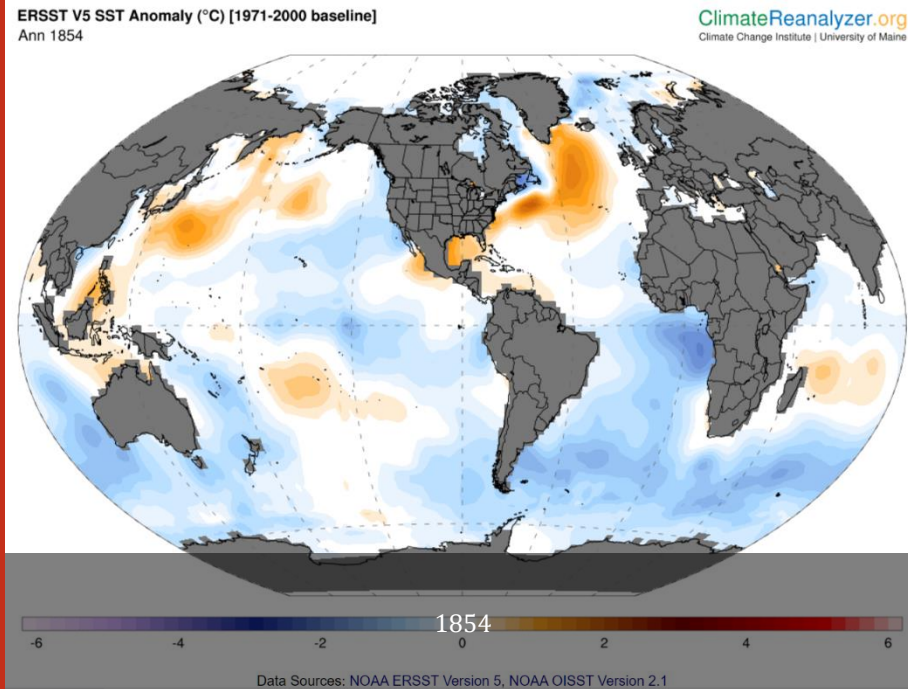 ERSST V5 SST Anomaly (°C) [1971-2000 baseline]
Ann 1854
ClimateReanalyzer.org
Climate Change Institute | University of Maine
1854
-6 -4 -2 0 2 4 6
Data Sources: NOAA ERSST Version 5, NOAA OISST Version 2.1